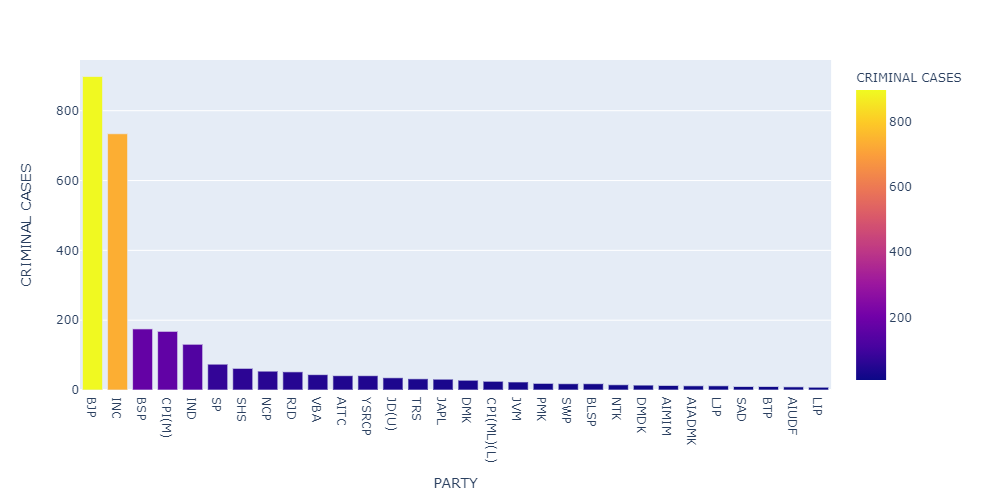 CRIMINAL CASES
800
600
400
200
0
BJP
INC
BSP
CPI(M)
IND
SP
SHS
NCP
RJD
VBA
AITC
YSRCP
JD(U)
TRS
JAPL
DMK
CPI(ML)(L)
JVM
PMK
SWP
BLSP
NTK
DMDK
AIMIM
AIADMK
LJP
SAD
BTP
AIUDF
LIP
PARTY
CRIMINAL CASES
800
600
400
200